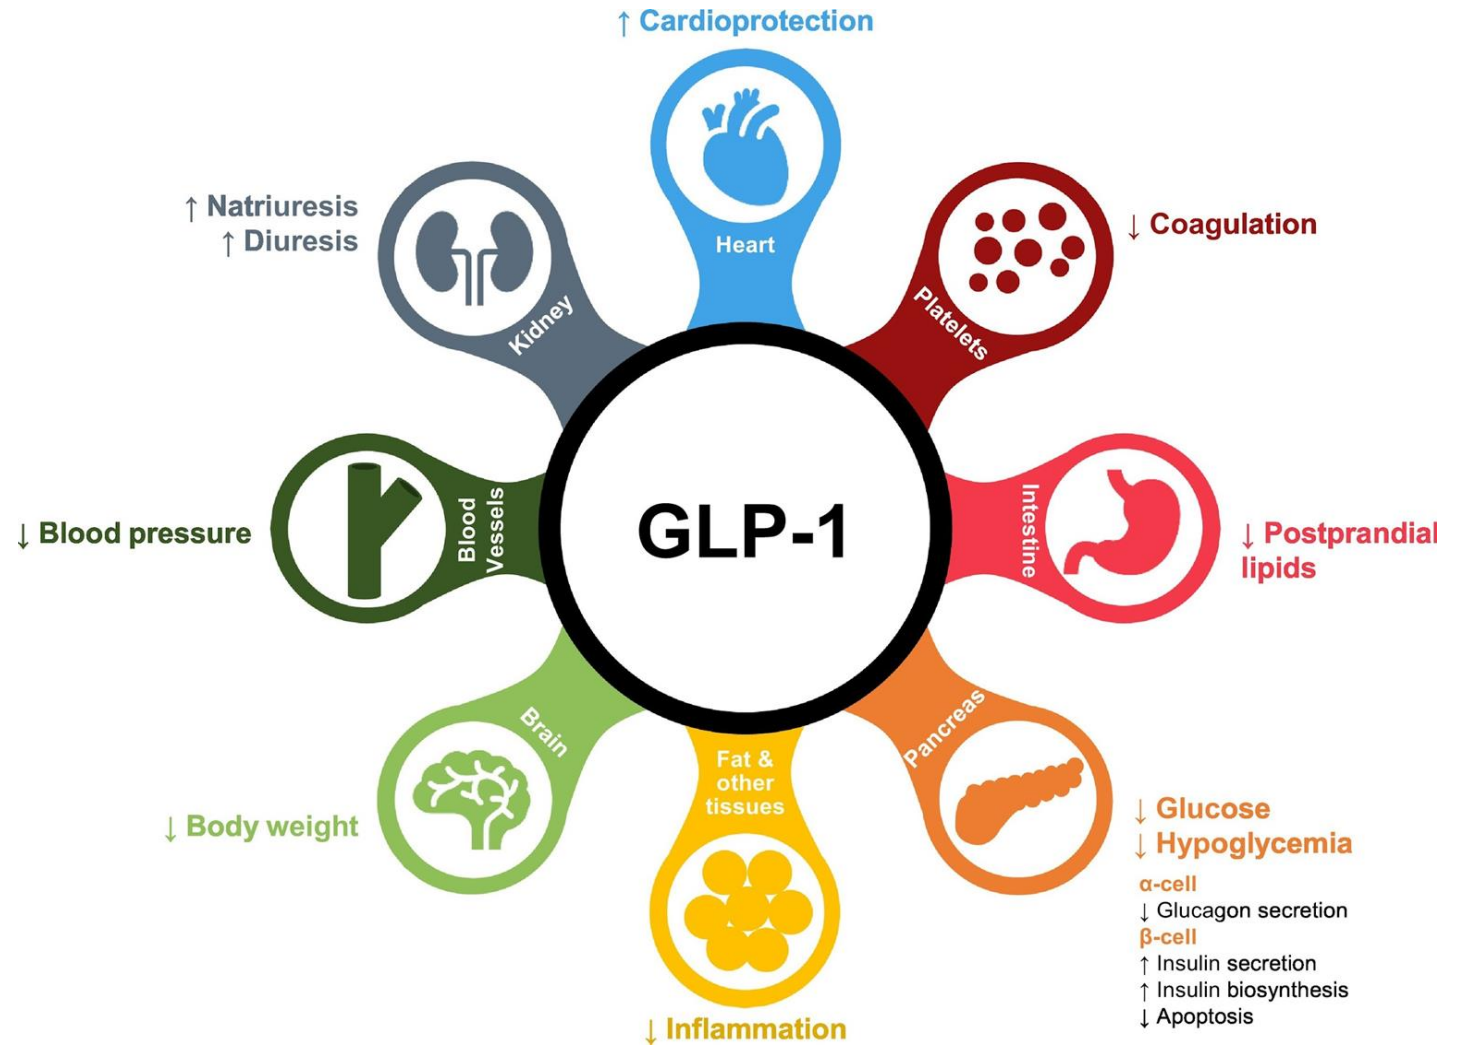 ↑ Cardioprotection
Heart
↑ Natriuresis
↑ Diuresis
Kidney
Platelets
↓ Coagulation
↓ Blood pressure
Blood
Vessels
GLP-1
Intestine
↓ Postprandial
lipids
Brain
↓ Body weight
Fat &
other
tissues
↓ Inflammation
Pancreas
↓ Glucose
↓ Hypoglycemia
α-cell
↓ Glucagon secretion
β-cell
↑ Insulin secretion
↑ Insulin biosynthesis
↓ Apoptosis